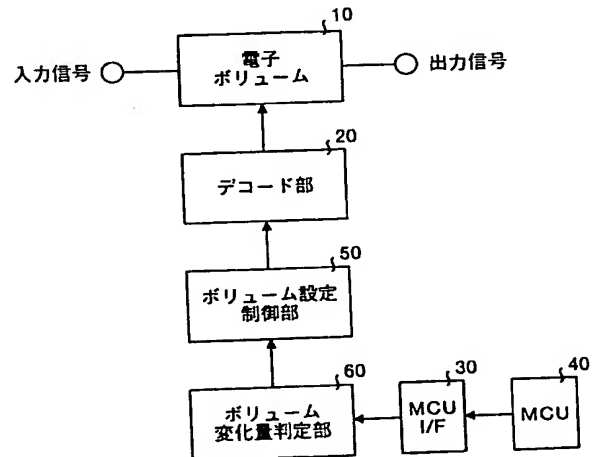 10
電子
ボリューム
入力信号
出力信号
20
デコード部
50
ボリューム設定
制御部
60
ボリューム
変化量判定部
30
MCU
I/F
40
MCU